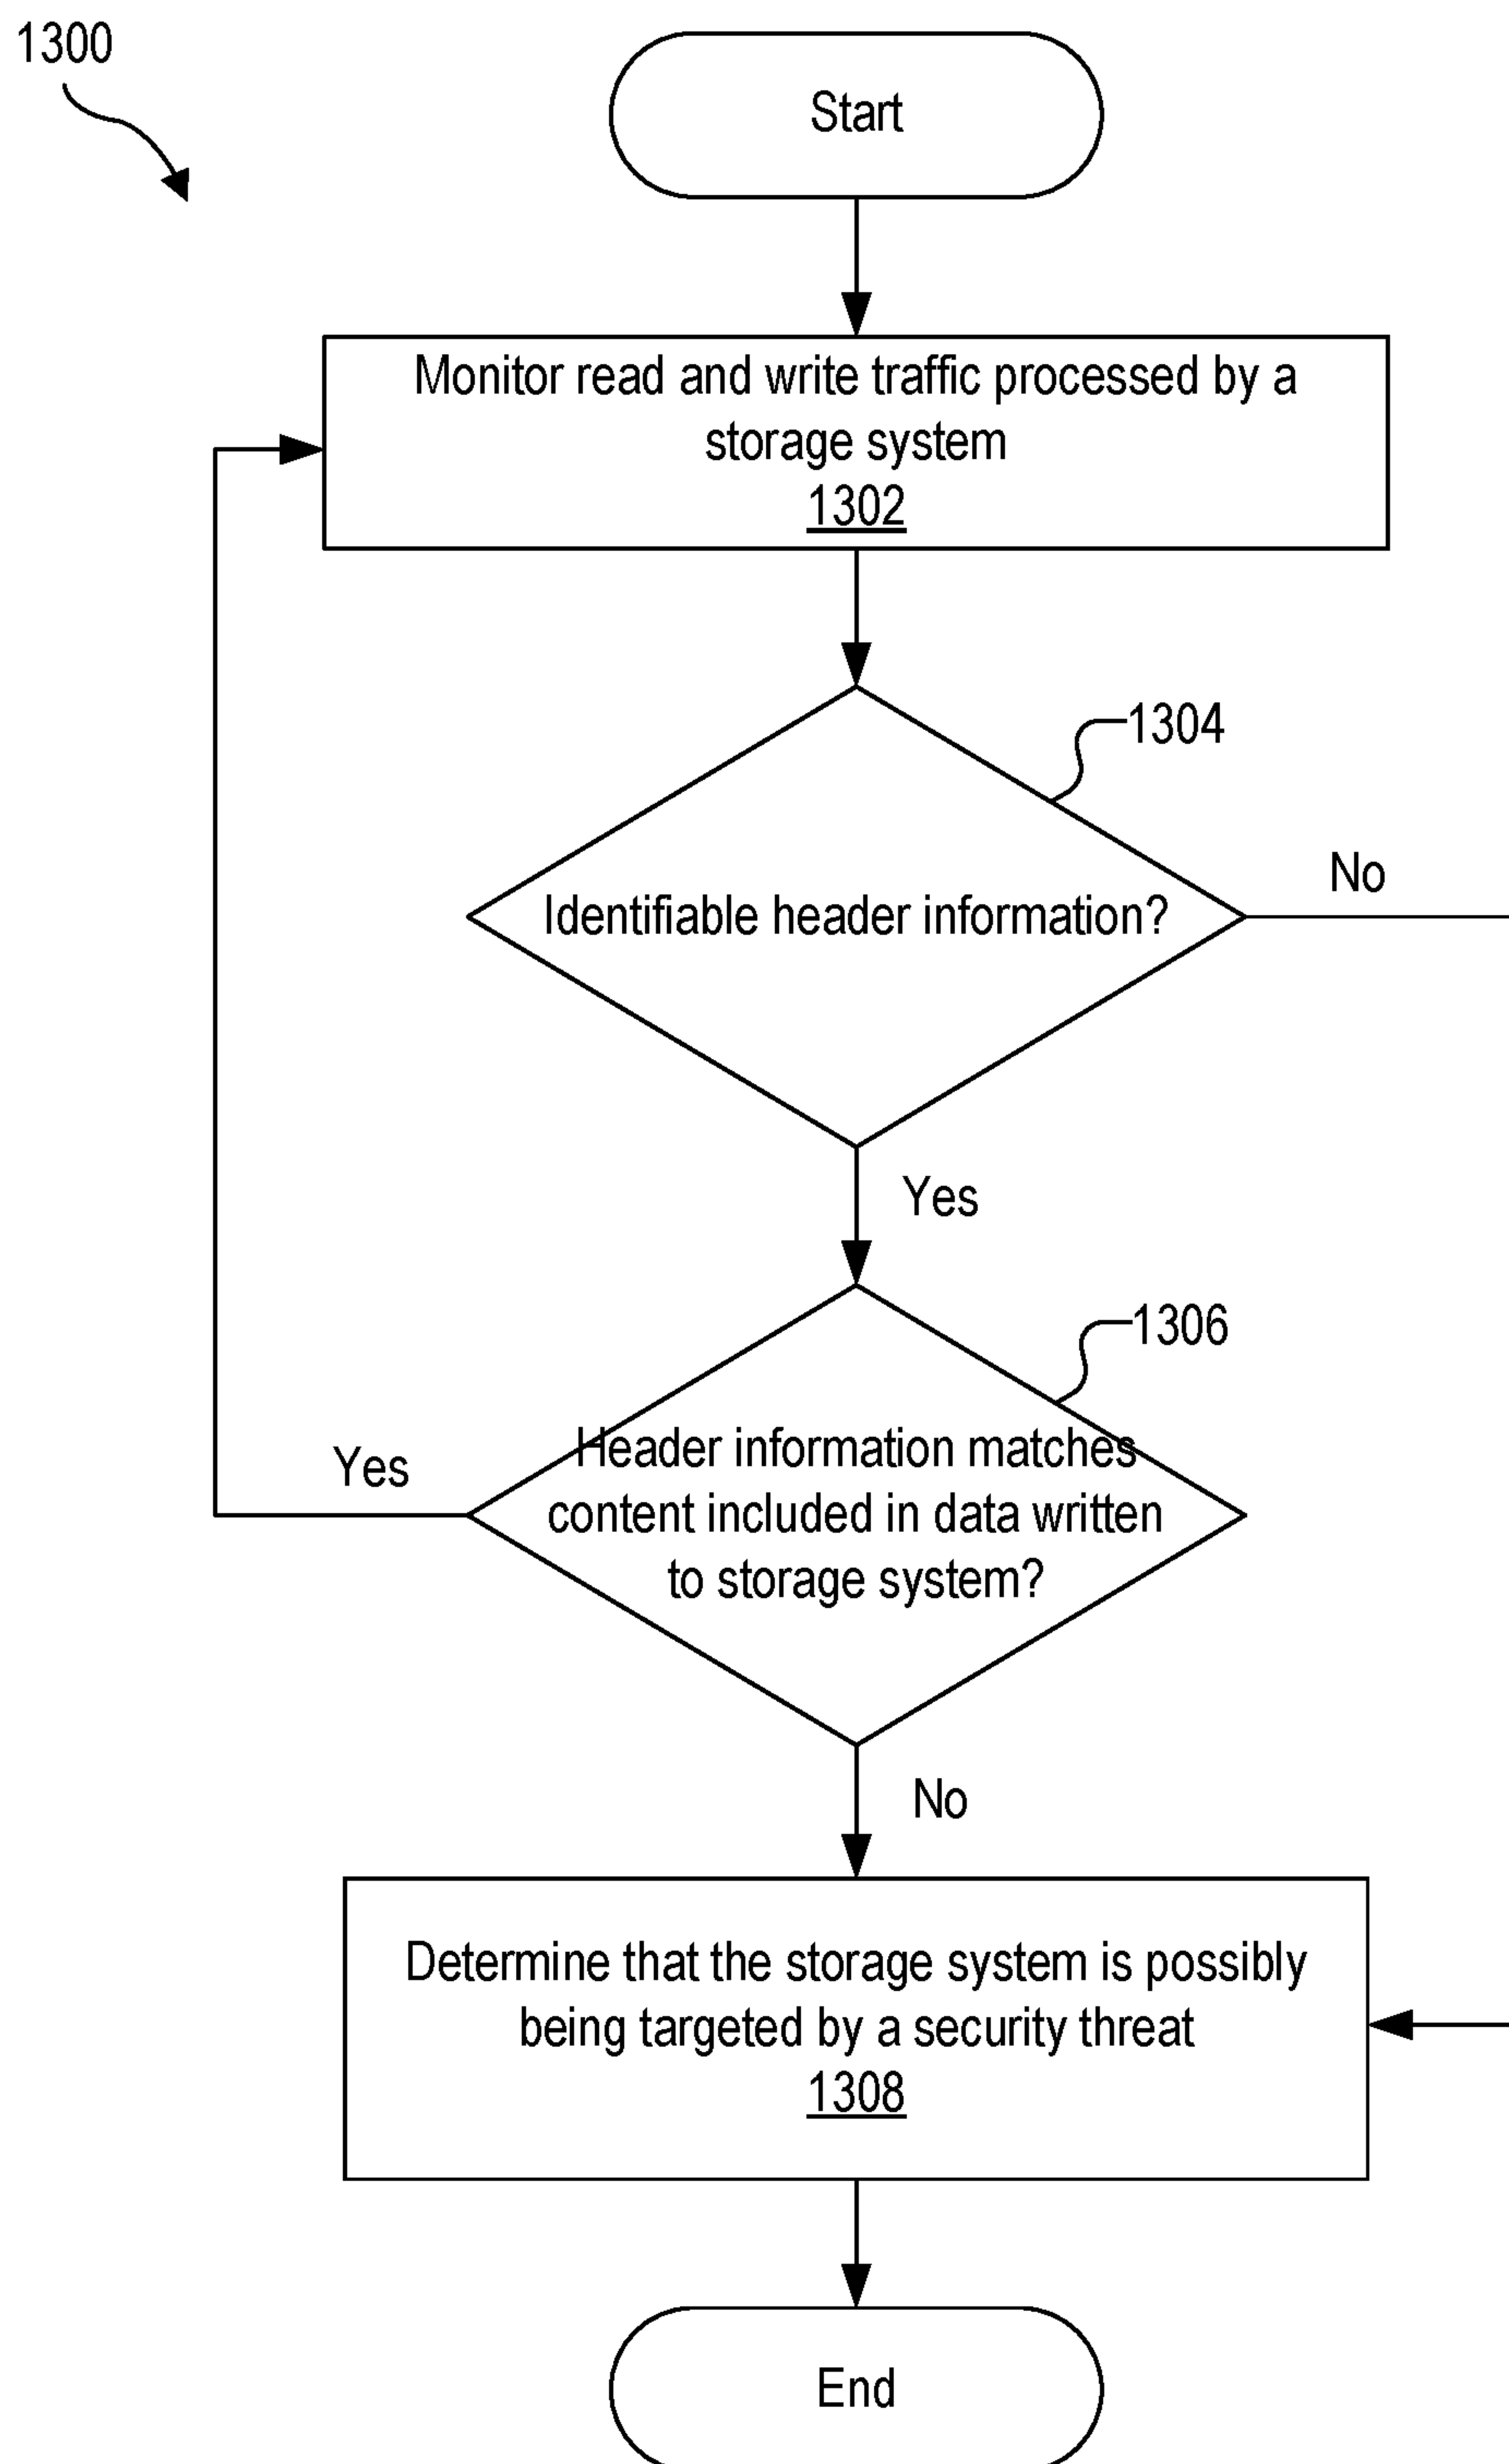 1300
Start
Monitor read and write traffic processed by a
storage system
1302
1304
No
Identifiable header information?
Yes
1306
Header information matches
Yes
content included in data written
to storage system?
No
Determine that the storage system is possibly
being targeted by a security threat
1308
End